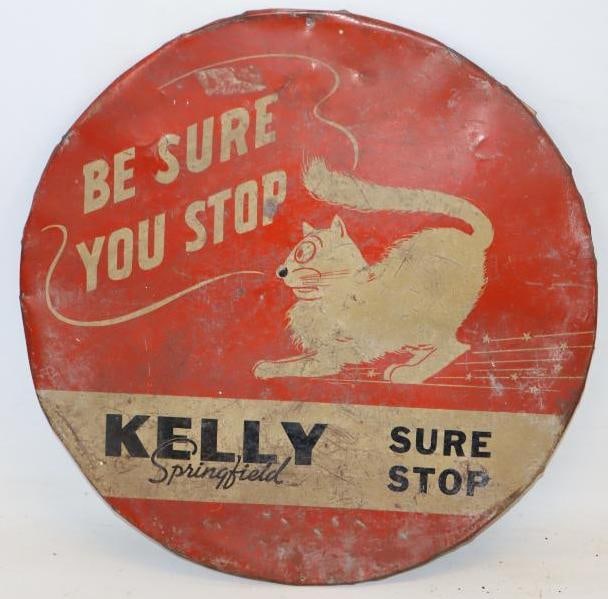 BE SURE
YOU STOP
KELLY
Springfield
SURE
STOP